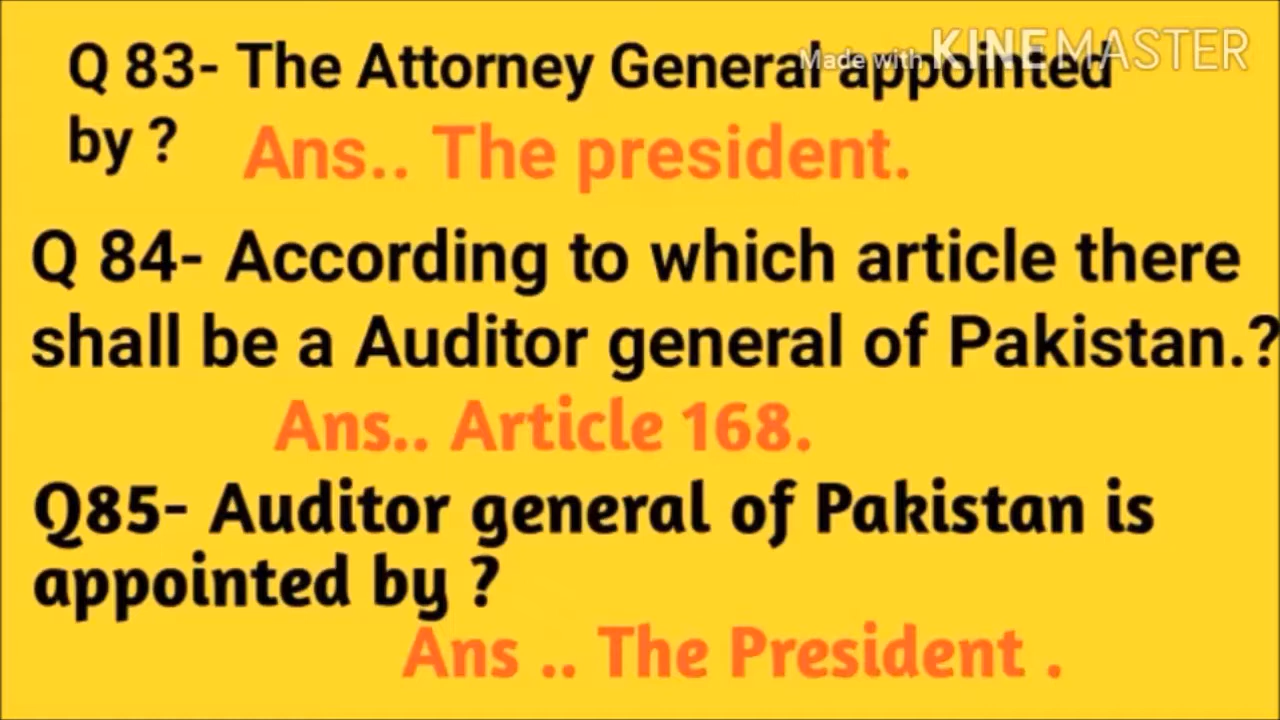 Q 83- The Attorney General appointed
Made with KINEMASTER
by ?
Ans.. The president.
Q 84- According to which article there
shall be a Auditor general of Pakistan.?
Ans.. Article 168.
Q85- Auditor general of Pakistan is
appointed by ?
Ans .. The President .